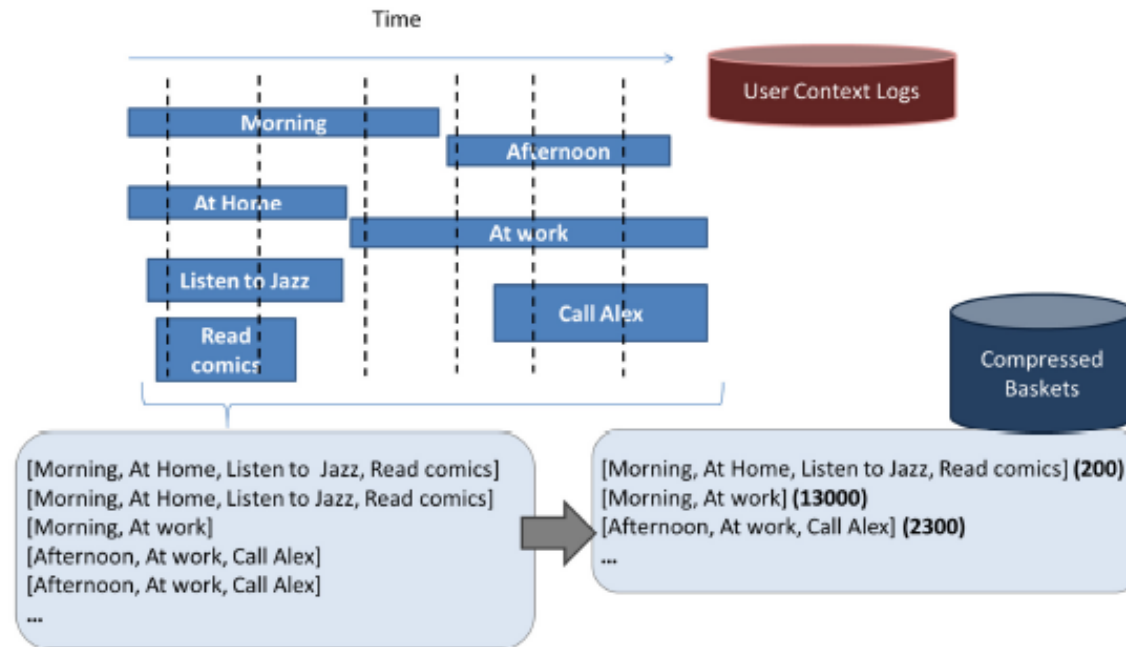 Time
User Context Logs
Morning
Afternoon
At Home
At work
Listen to Jazz
Call Alex
Read
comics
Compressed
Baskets
[Morning, At Home, Listen to  Jazz, Read comics]
[Morning, At Home, Listen to Jazz, Read comics]
[Morning, At work]
[Afternoon, At work, Call Alex]
[Afternoon, At work, Call Alex]
...
[Morning, At Home, Listen to Jazz, Read comics] (200)
[Morning, At work] (13000)
[Afternoon, At work, Call Alex] (2300)
...